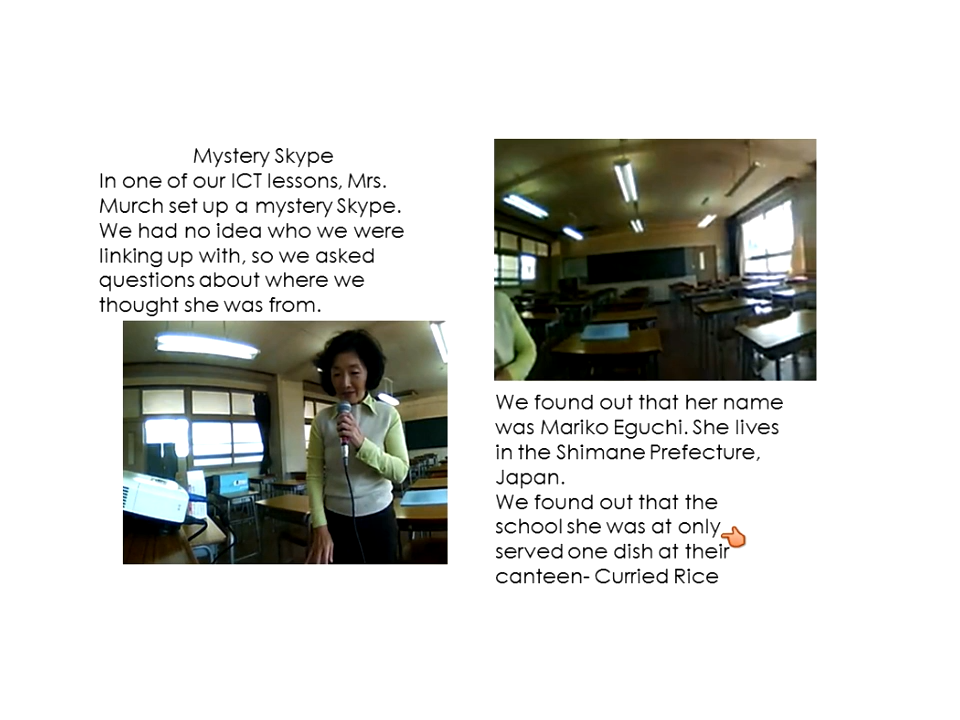 Mystery Skype
In one of our ICT lessons, Mrs.
Murch set up a mystery Skype.
We had no idea who we were
linking up with, so we asked
questions about where we
thought she was from.
We found out that her name
was Mariko Eguchi. She lives
in the Shimane Prefecture,
Japan.
We found out that the
school she was at only
served one dish at their
canteen- Curried Rice